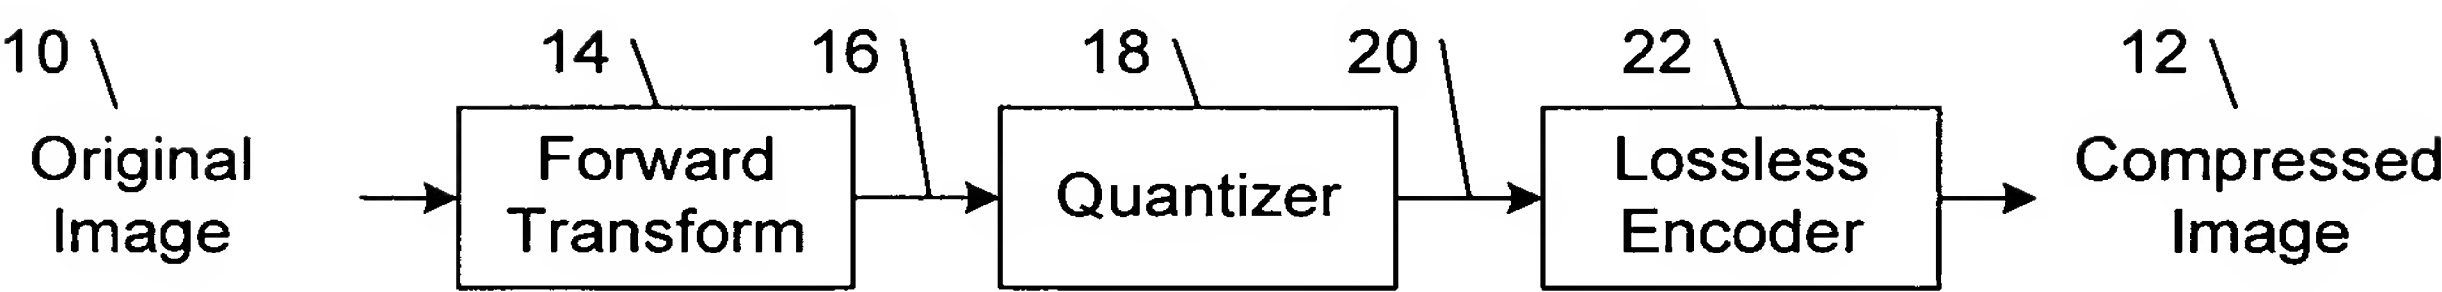 10 14 16 18 20 22 12
Original Image
Forward Transform
Quantizer
Lossless Encoder
Compressed Image